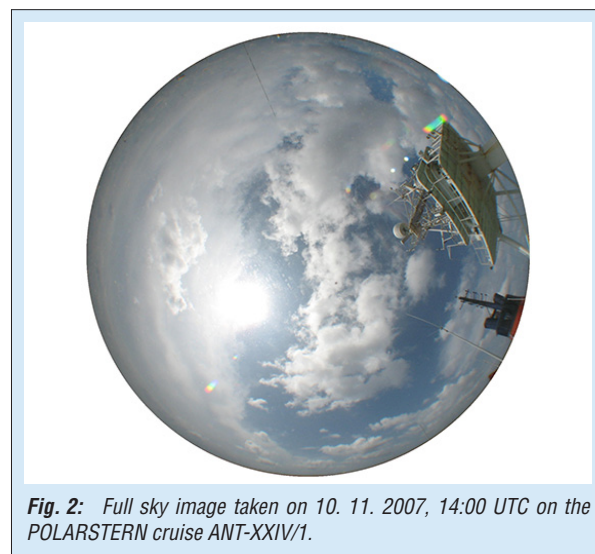 Fig. 2: Full sky image taken on 10. 11. 2007, 14:00 UTC on the
POLARSTERN cruise ANT-XXIV/1.